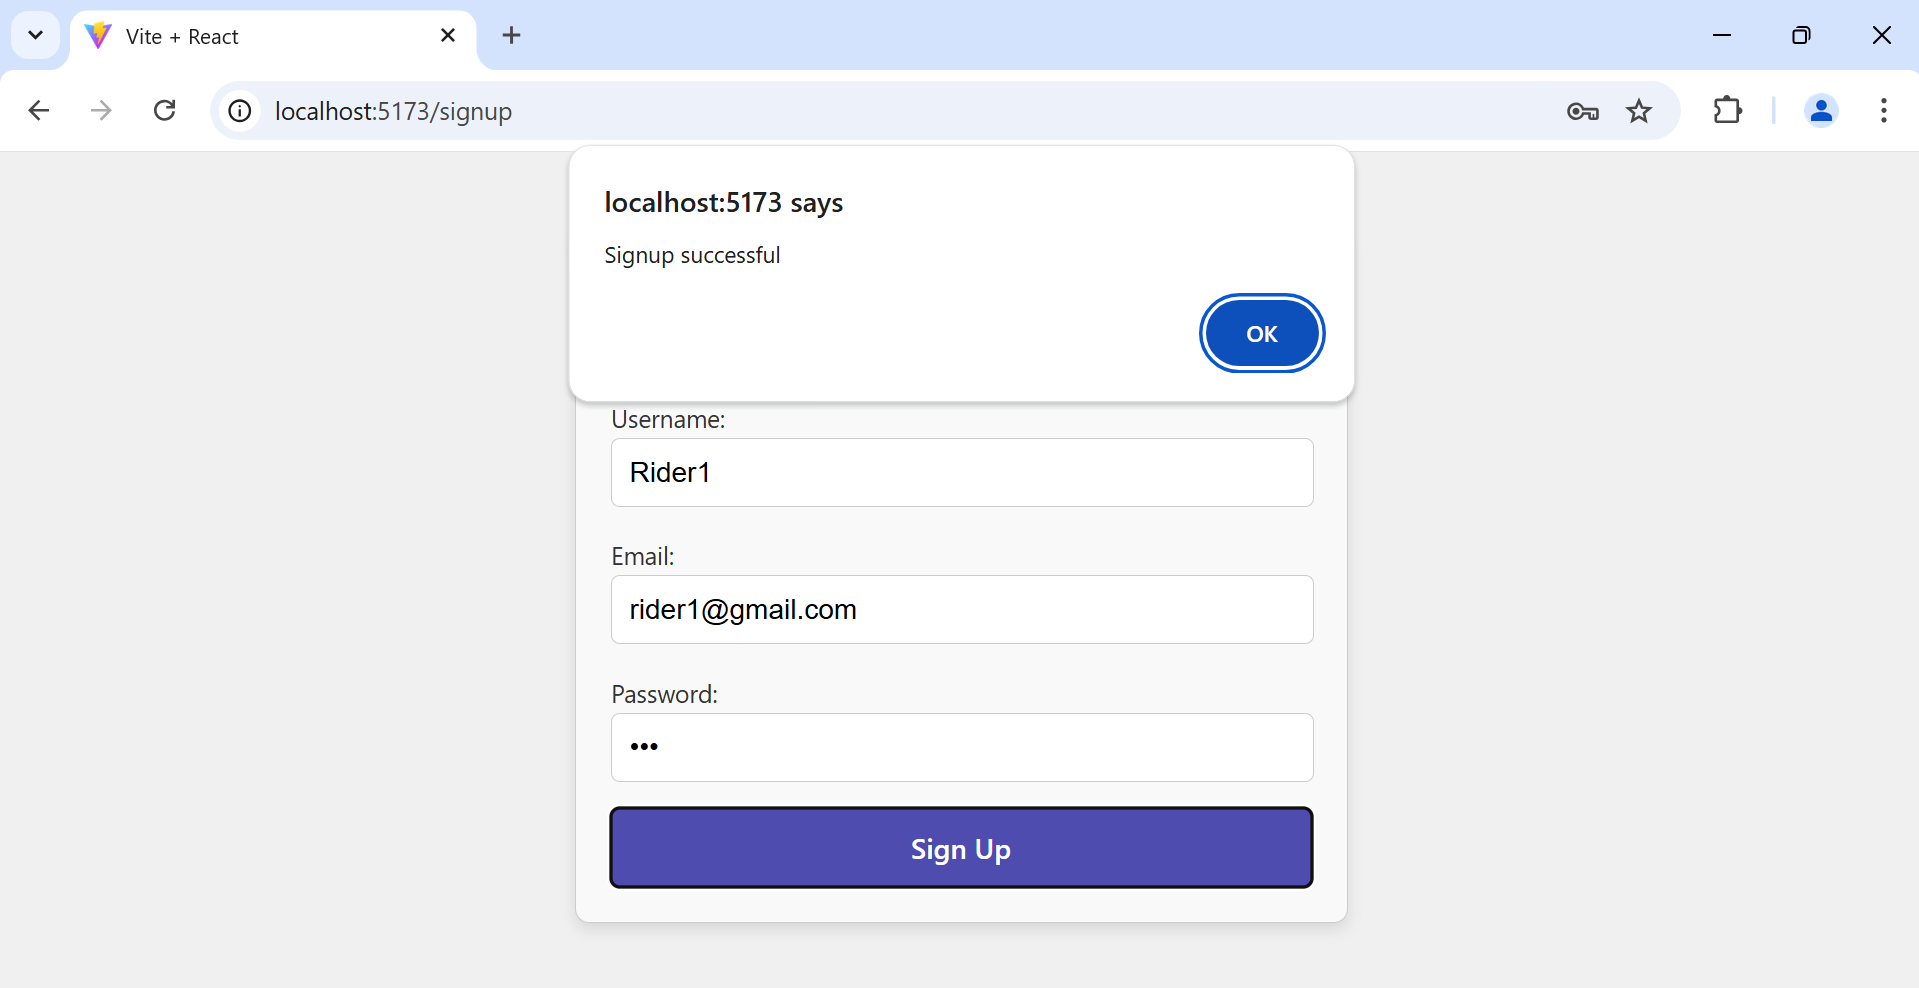 Vite + React
localhost:5173/signup
localhost:5173 says
Signup successful
OK
Username:
Rider1
Email:
rider1@gmail.com
Password:
•••
Sign Up